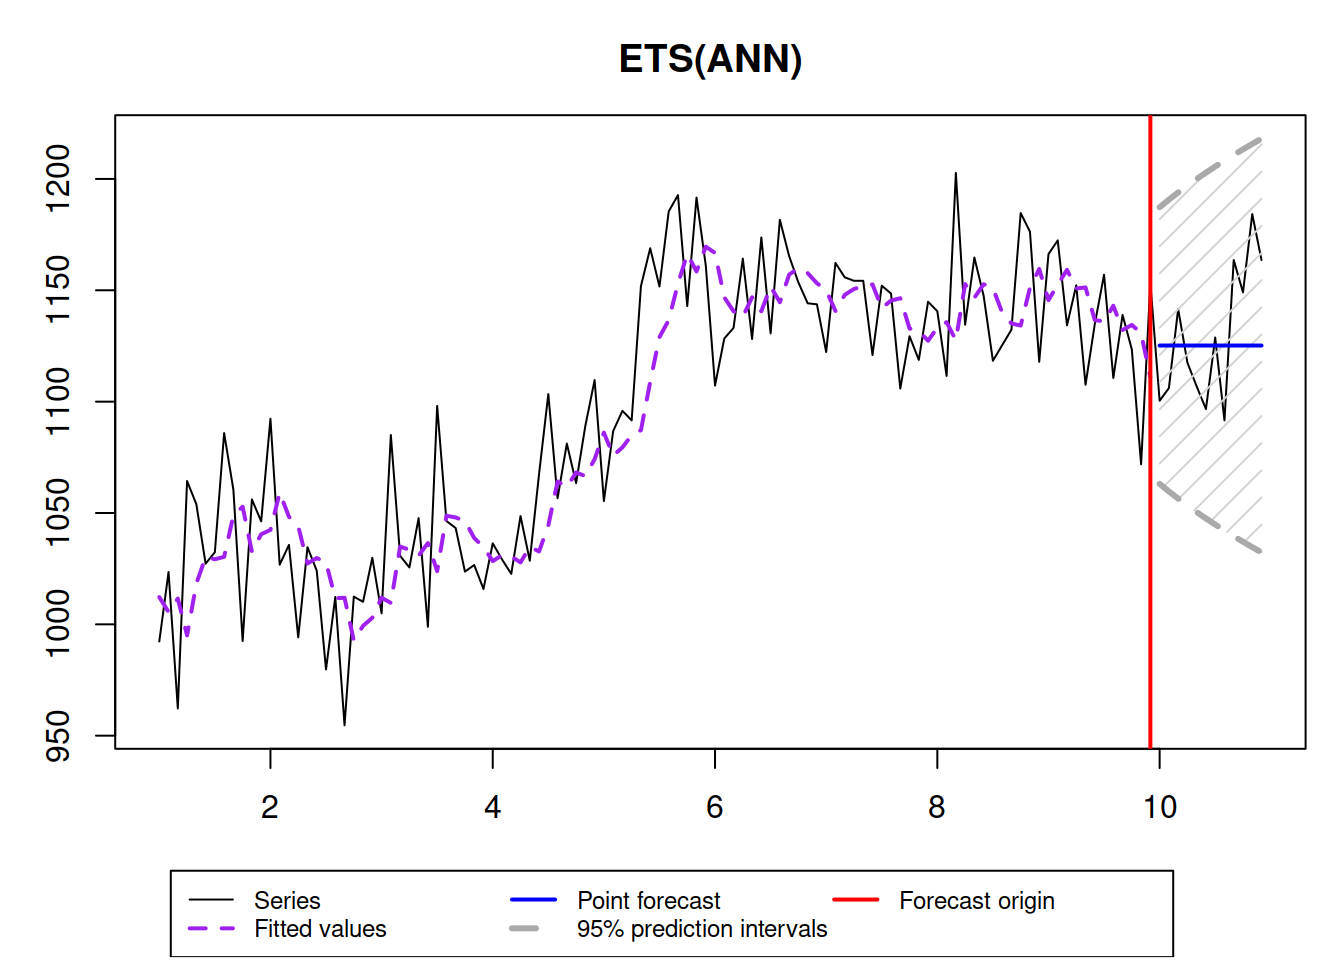 ETS(ANN)
1200
1150
1100
1050
1000
950
2 4 6 8 10
Series Point forecast Forecast origin
Fitted values 95% prediction intervals